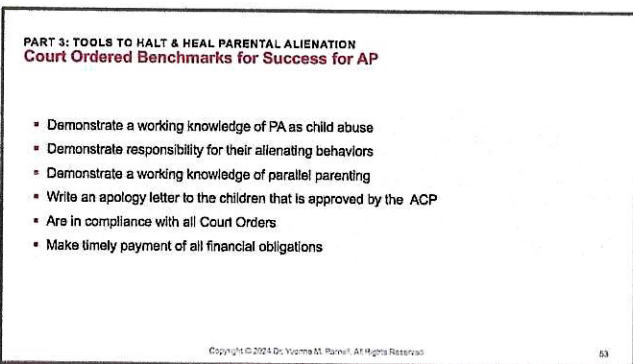 PART 3: TOOLS TO HALT & HEAL PARENTAL ALIENATION
Court Ordered Benchmarks for Success for AP
▪ Demonstrate a working knowledge of PA as child abuse
▪ Demonstrate responsibility for their alienating behaviors
▪ Demonstrate a working knowledge of parallel parenting
▪ Write an apology letter to the children that is approved by the ACP
▪ Are in compliance with all Court Orders
▪ Make timely payment of all financial obligations
Copyright © 2024 Dr. Yvonne M. Parnell, All Rights Reserved
53